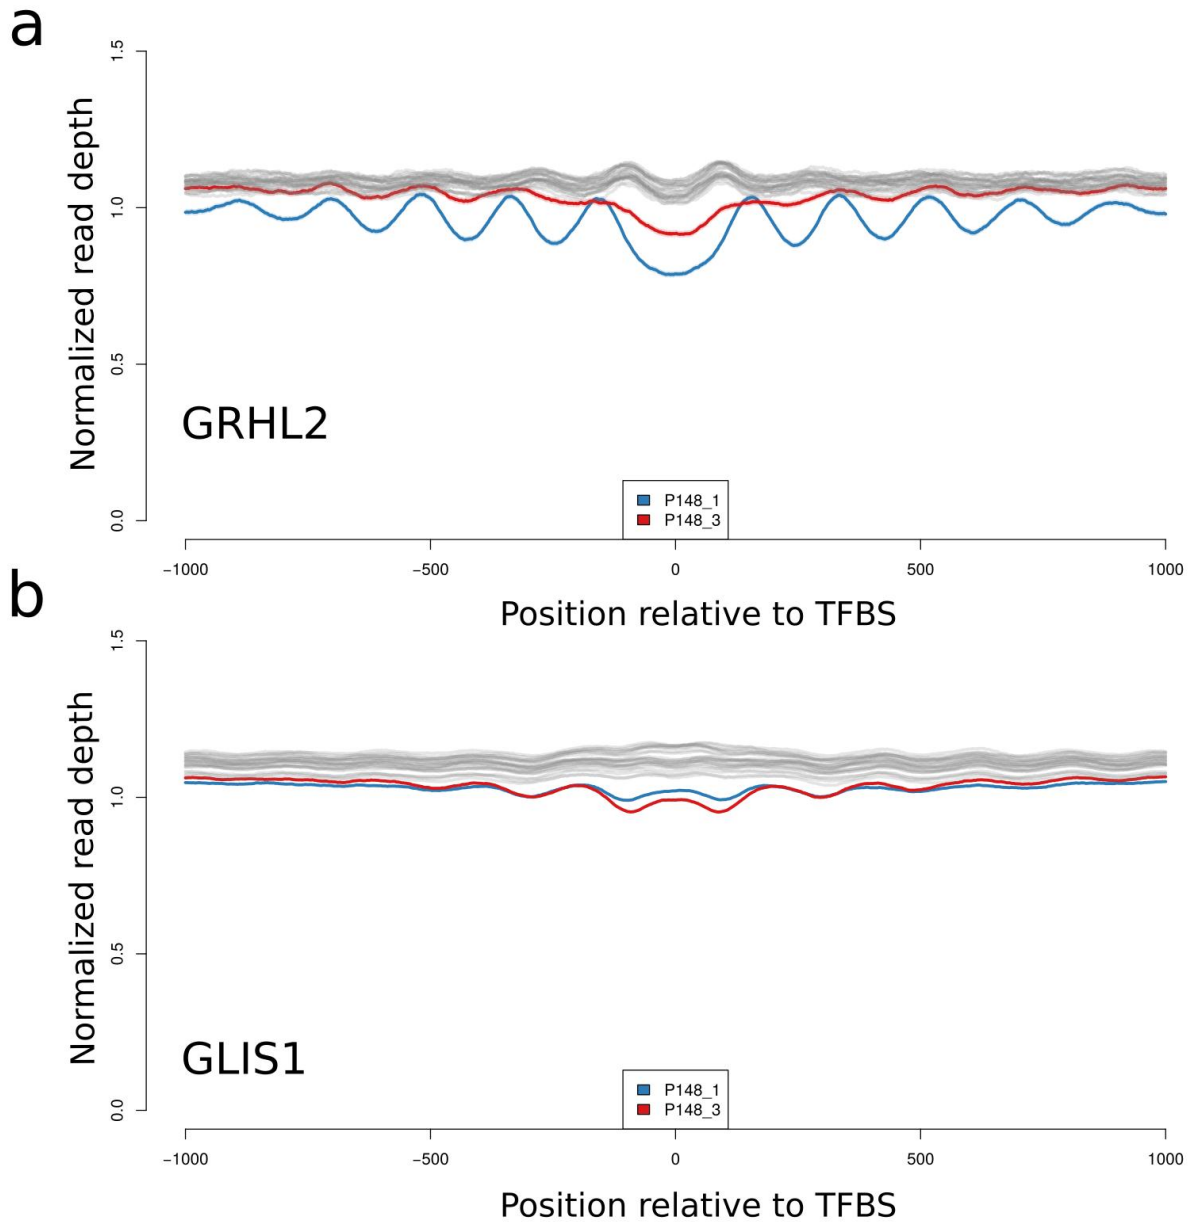 a
1.5
1.0
0.5
0.0
Normalized read depth
GRHL2
P148_1
P148_3
−1000 −500 0 500 1000
Position relative to TFBS
b
1.5
1.0
0.5
0.0
Normalized read depth
GLIS1
P148_1
P148_3
−1000 −500 0 500 1000
Position relative to TFBS